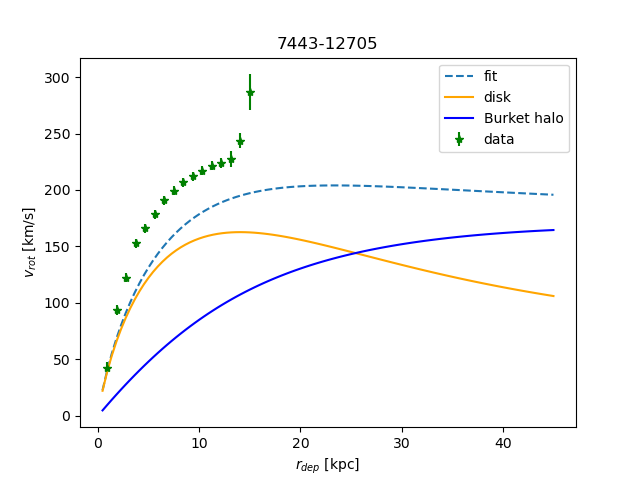 7443-12705
fit
disk
Burket halo
data
300
250
200
150
100
50
0
v_rot [km/s]
0 10 20 30 40
r_dep [kpc]